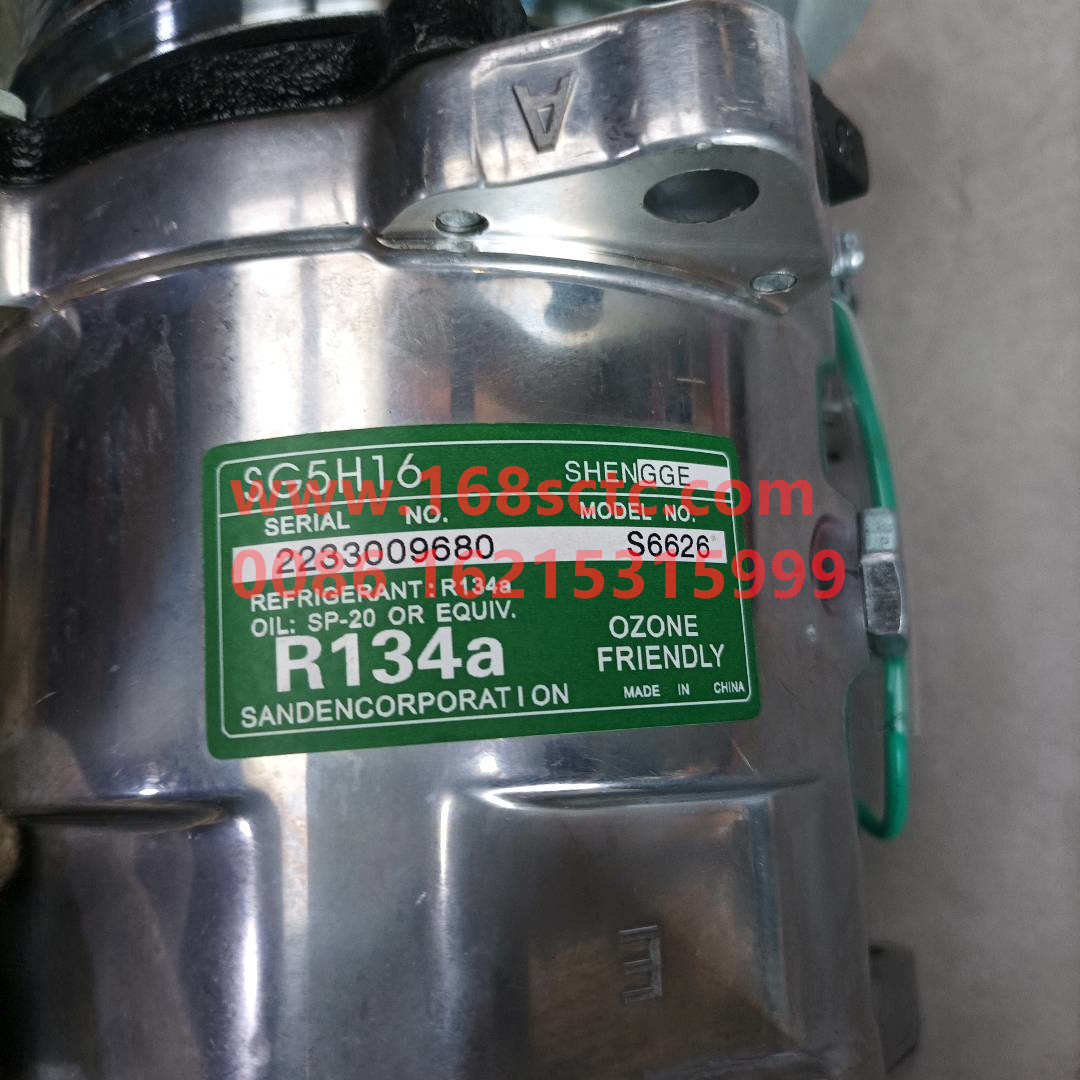 A
SG5H16 SHENGGE
www.168sctc.com
SERIAL NO. MODEL NO.
2233009680 S6626
0086 16215315999
REFRIGERANT: R134a
OIL: SP-20 OR EQUIV.
R134a OZONE
FRIENDLY
SANDENCORPORATION MADE IN CHINA